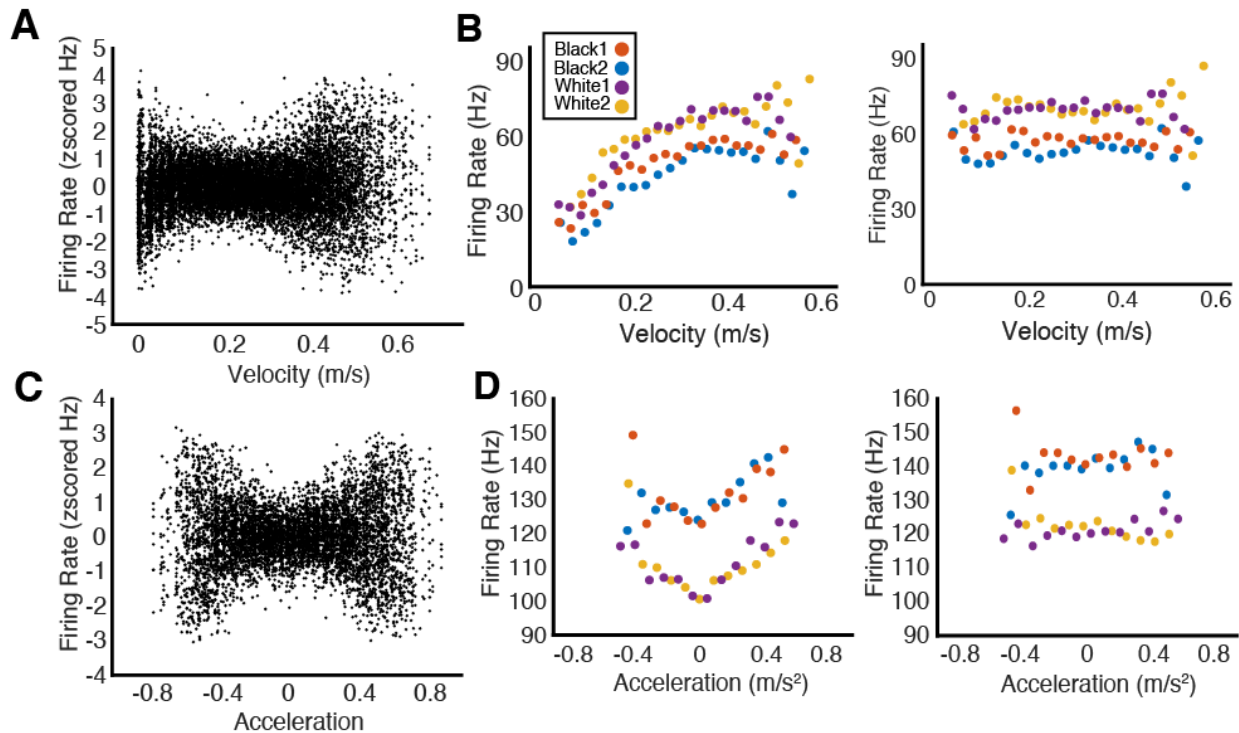 A
Firing Rate (zscored Hz)
5
4
3
2
1
0
-1
-2
-3
-4
-5
0 0.2 0.4 0.6
Velocity (m/s)
B
Black1
Black2
White1
White2
Firing Rate (Hz)
90
60
30
0
0 0.2 0.4 0.6
Velocity (m/s)
Firing Rate (Hz)
90
60
30
0
0 0.2 0.4 0.6
Velocity (m/s)
C
Firing Rate (zscored Hz)
4
3
2
1
0
-1
-2
-3
-4
-0.8 -0.4 0 0.4 0.8
Acceleration
D
Firing Rate (Hz)
160
150
140
130
120
110
100
90
-0.8 -0.4 0 0.4 0.8
Acceleration (m/s²)
Firing Rate (Hz)
160
150
140
130
120
110
100
90
-0.8 -0.4 0 0.4 0.8
Acceleration (m/s²)